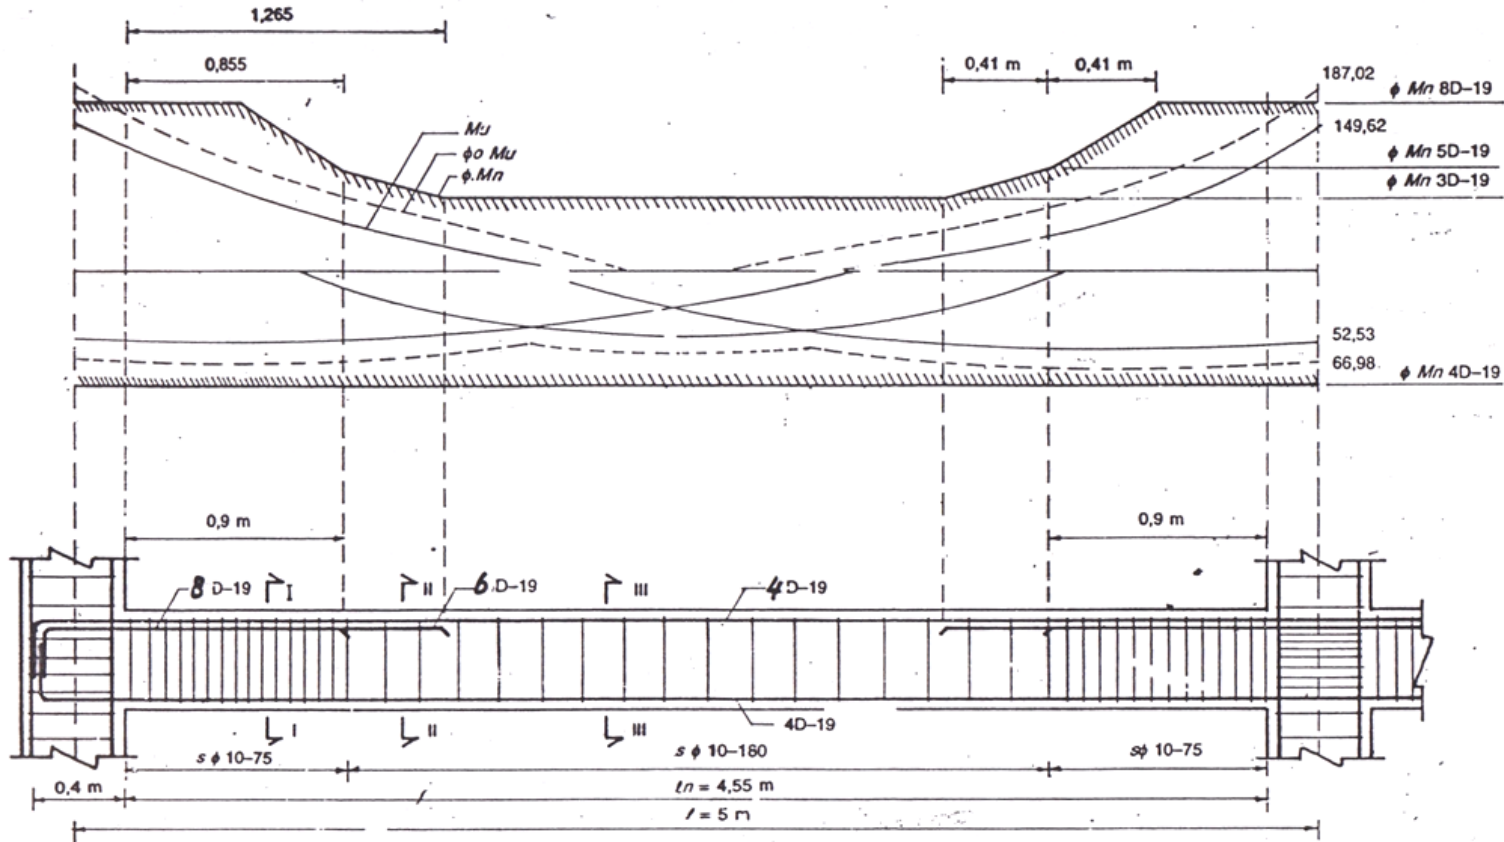 1,265
0,855
0,41 m
0,41 m
187,02
ϕ Mn 8D–19
Mu
149,62
ϕo Mu
ϕ Mn 5D–19
ϕ.Mn
ϕ Mn 3D–19
52,53
66,98
ϕ Mn 4D–19
0,9 m
0,9 m
8 D–19
I
II
6 D–19
III
4 D–19
I
II
III
4D–19
s ϕ 10–75
s ϕ 10–180
sϕ 10–75
0,4 m
ln = 4,55 m
l = 5 m